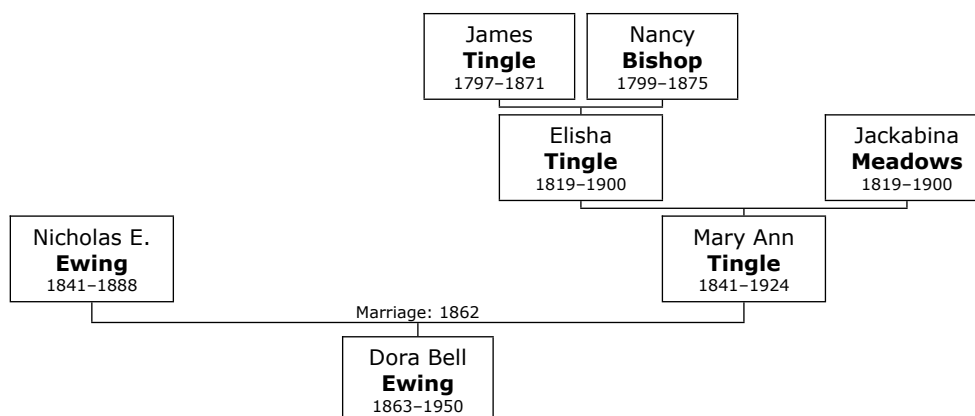 James
Tingle
1797–1871
Nancy
Bishop
1799–1875
Elisha
Tingle
1819–1900
Jackabina
Meadows
1819–1900
Nicholas E.
Ewing
1841–1888
Mary Ann
Tingle
1841–1924
Marriage: 1862
Dora Bell
Ewing
1863–1950